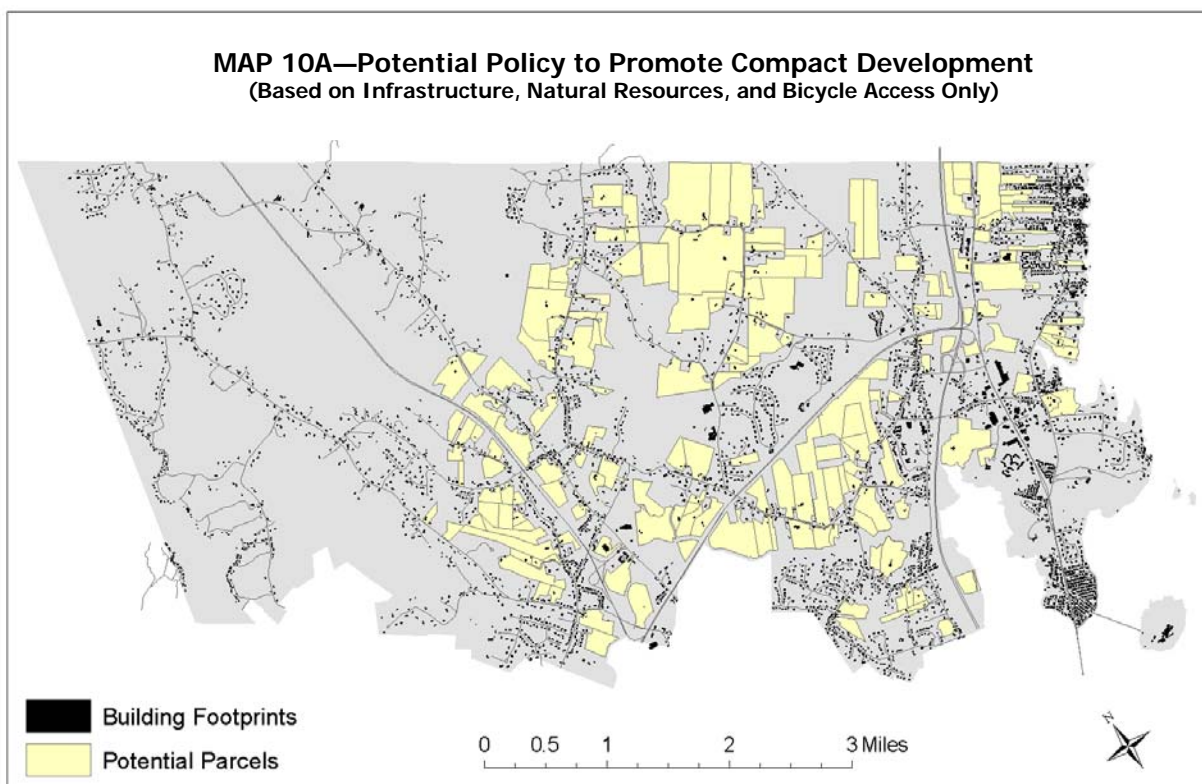 MAP 10A—Potential Policy to Promote Compact Development
(Based on Infrastructure, Natural Resources, and Bicycle Access Only)
Building Footprints
Potential Parcels
0 0.5 1 2 3 Miles
N